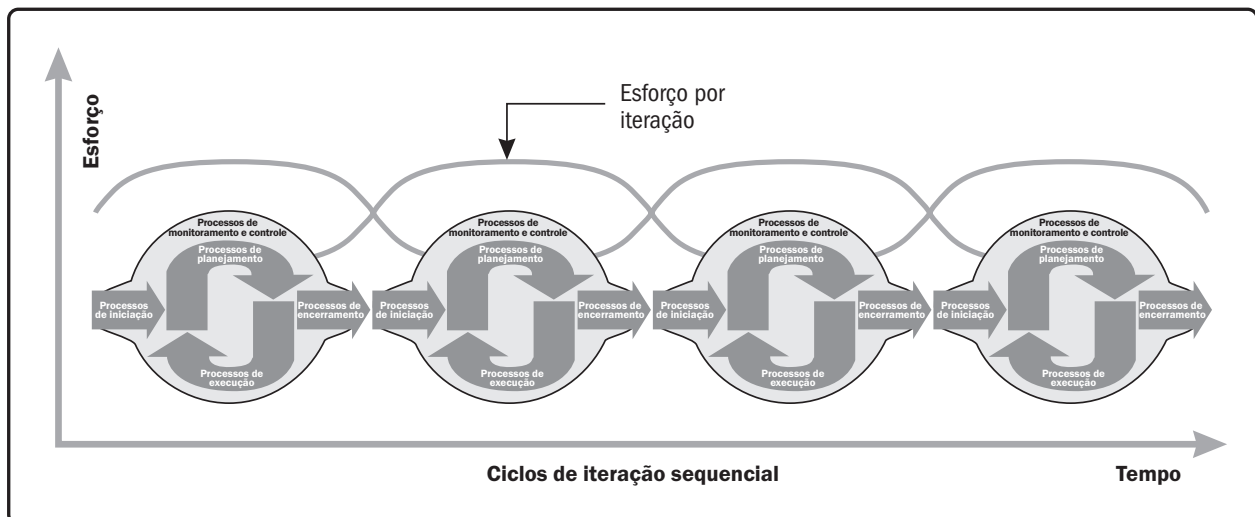 Esforço
Esforço por
iteração
Processos de
monitoramento e controle
Processos de
planejamento
Processos
de iniciação
Processos de
encerramento
Processos de
execução
Processos de
monitoramento e controle
Processos de
planejamento
Processos
de iniciação
Processos de
encerramento
Processos de
execução
Processos de
monitoramento e controle
Processos de
planejamento
Processos
de iniciação
Processos de
encerramento
Processos de
execução
Processos de
monitoramento e controle
Processos de
planejamento
Processos
de iniciação
Processos de
encerramento
Processos de
execução
Ciclos de iteração sequencial
Tempo